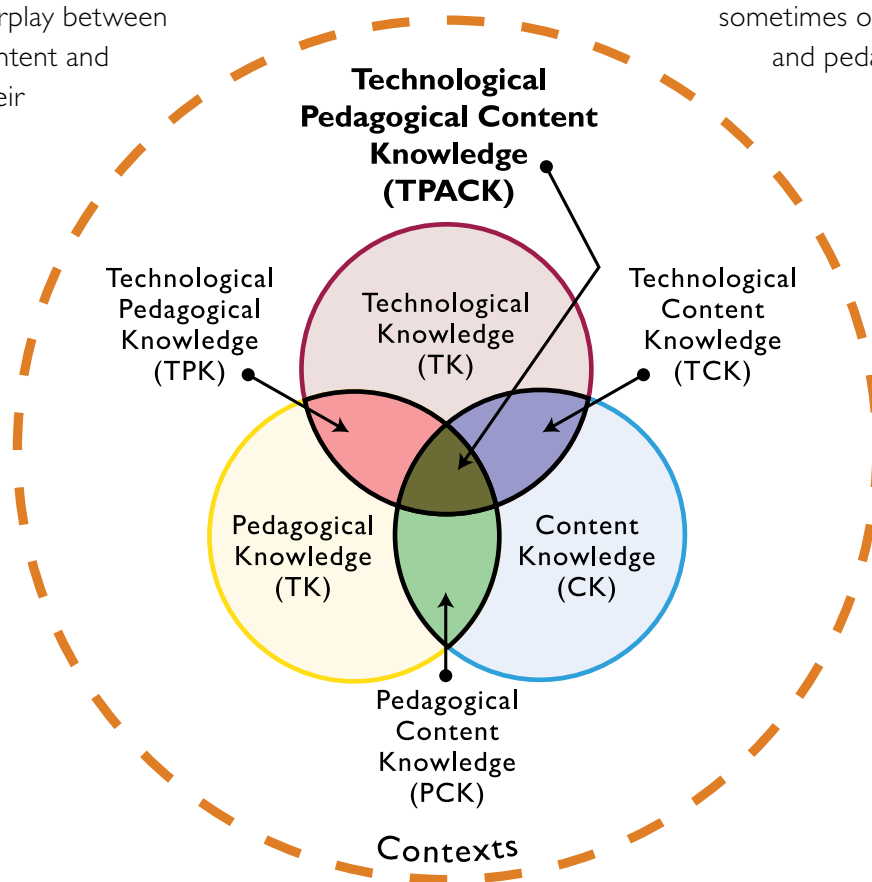 rplay between
ntent and
eir
sometimes o
and peda
Technological
Pedagogical Content
Knowledge
(TPACK)
Technological
Pedagogical
Knowledge
(TPK)
Technological
Knowledge
(TK)
Technological
Content
Knowledge
(TCK)
Pedagogical
Knowledge
(TK)
Content
Knowledge
(CK)
Pedagogical
Content
Knowledge
(PCK)
Contexts